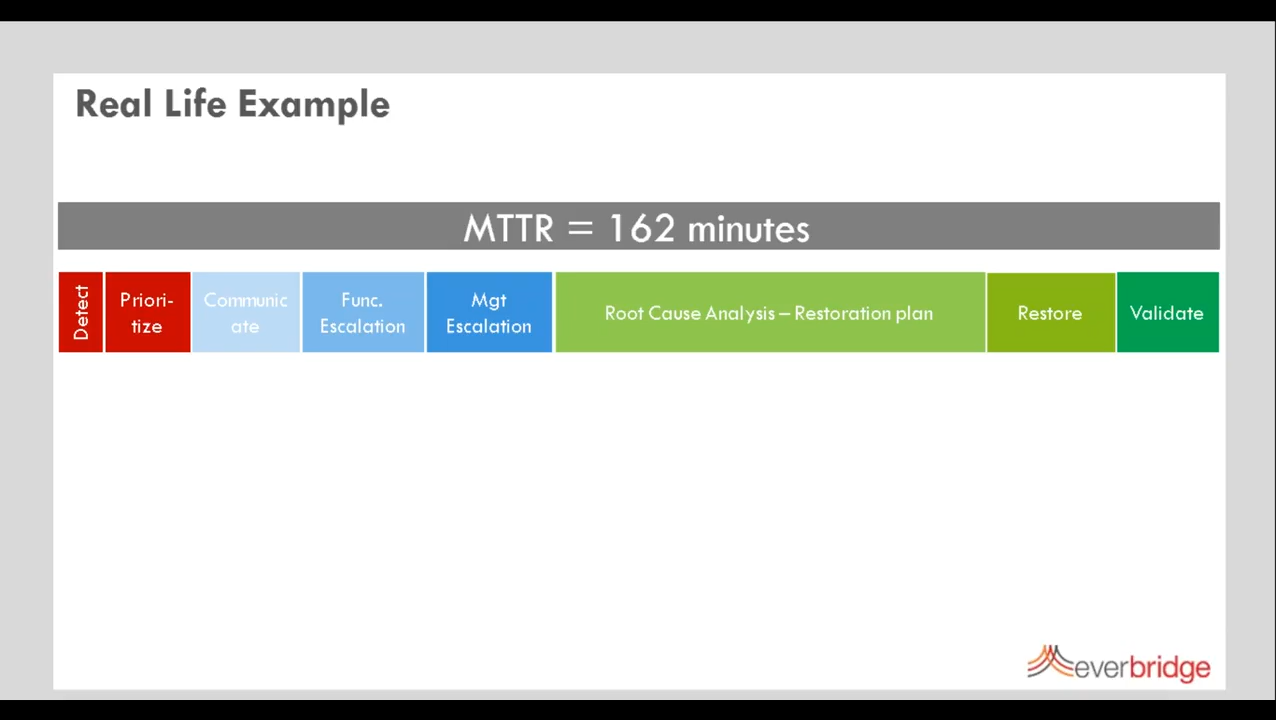 Real Life Example
MTTR = 162 minutes
Detect
Priori-
tize
Communic
ate
Func.
Escalation
Mgt
Escalation
Root Cause Analysis – Restoration plan
Restore
Validate
everbridge